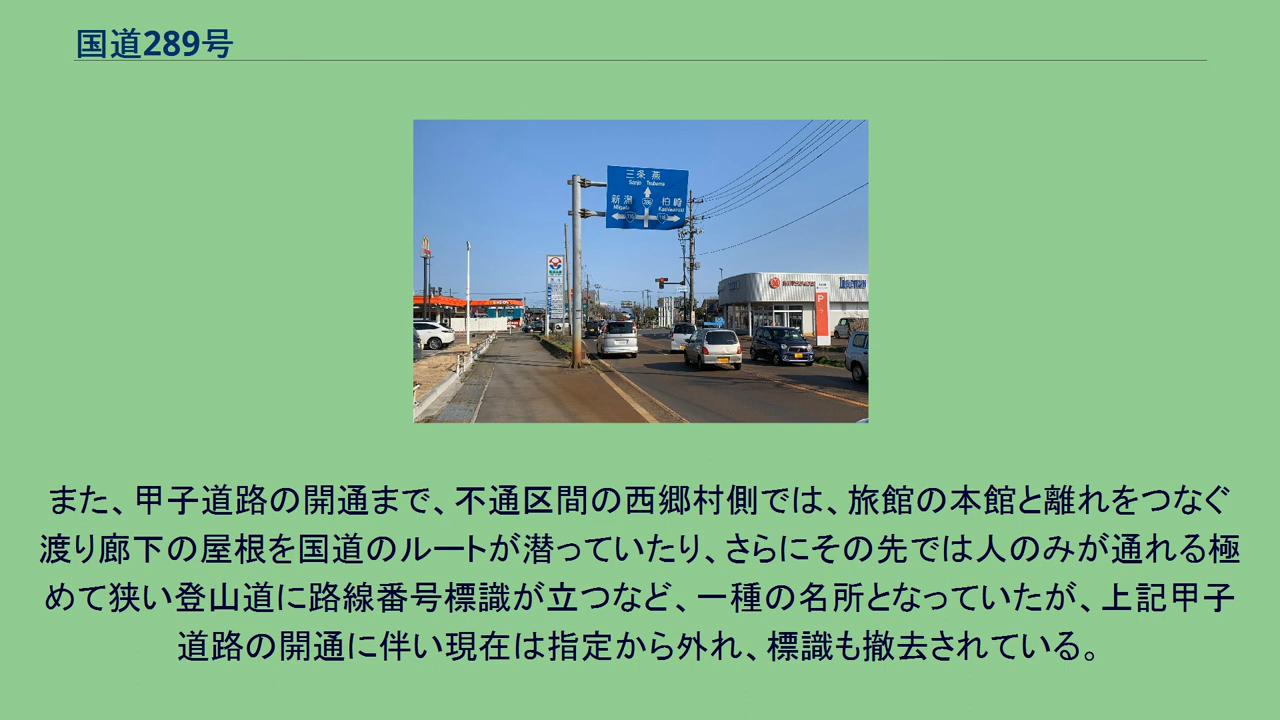 国道289号
三条 燕
Sanjo Tsubame
新潟
柏崎
Niigata
Kashiwazaki
289
116
116
P
また、甲子道路の開通まで、不通区間の西郷村側では、旅館の本館と離れをつなぐ
渡り廊下の屋根を国道のルートが潜っていたり、さらにその先では人のみが通れる極
めて狭い登山道に路線番号標識が立つなど、一種の名所となっていたが、上記甲子
道路の開通に伴い現在は指定から外れ、標識も撤去されている。